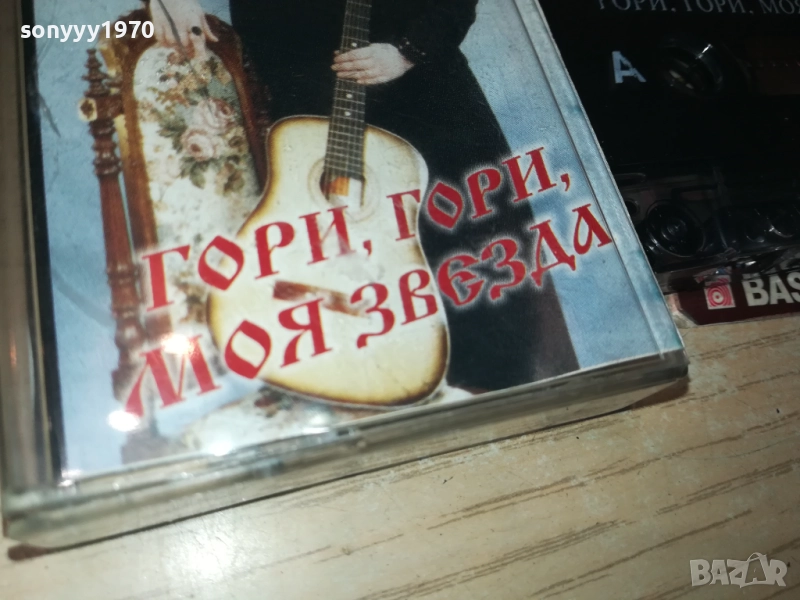 sonyyy1970
ГОРИ, ГОРИ, МОЯ
A
ГОРИ, ГОРИ,
МОЯ ЗВЕЗДА
BAS
BAZAR